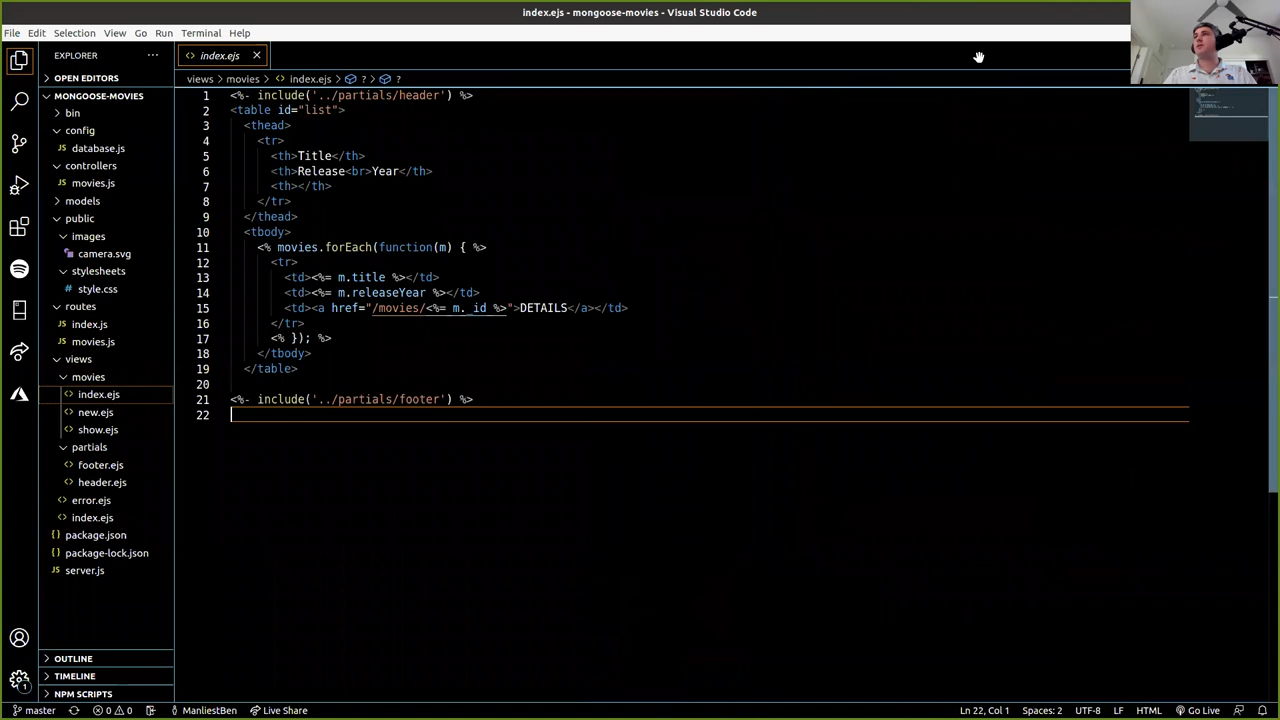 index.ejs - mongoose-movies - Visual Studio Code
File Edit Selection View Go Run Terminal Help
EXPLORER
OPEN EDITORS
MONGOOSE-MOVIES
bin
config
database.js
controllers
JS movies.js
models
public
images
camera.svg
stylesheets
# style.css
routes
JS index.js
JS movies.js
views
movies
<> index.ejs
<> new.ejs
<> show.ejs
partials
<> footer.ejs
<> header.ejs
<> error.ejs
<> index.ejs
{} package.json
{} package-lock.json
JS server.js
OUTLINE
TIMELINE
NPM SCRIPTS
<> index.ejs
views > movies > <> index.ejs > ? > ?
1 <%- include('../partials/header') %>
2 <table id="list">
3 <thead>
4 <tr>
5 <th>Title</th>
6 <th>Release<br>Year</th>
7 <th></th>
8 </tr>
9 </thead>
10 <tbody>
11 <% movies.forEach(function(m) { %>
12 <tr>
13 <td><%= m.title %></td>
14 <td><%= m.releaseYear %></td>
15 <td><a href="/movies/<%= m._id %>">DETAILS</a></td>
16 </tr>
17 <% }); %>
18 </tbody>
19 </table>
20
21 <%- include('../partials/footer') %>
22
1
master 0 0 ManliestBen Live Share Ln 22, Col 1 Spaces: 2 UTF-8 LF HTML Go Live